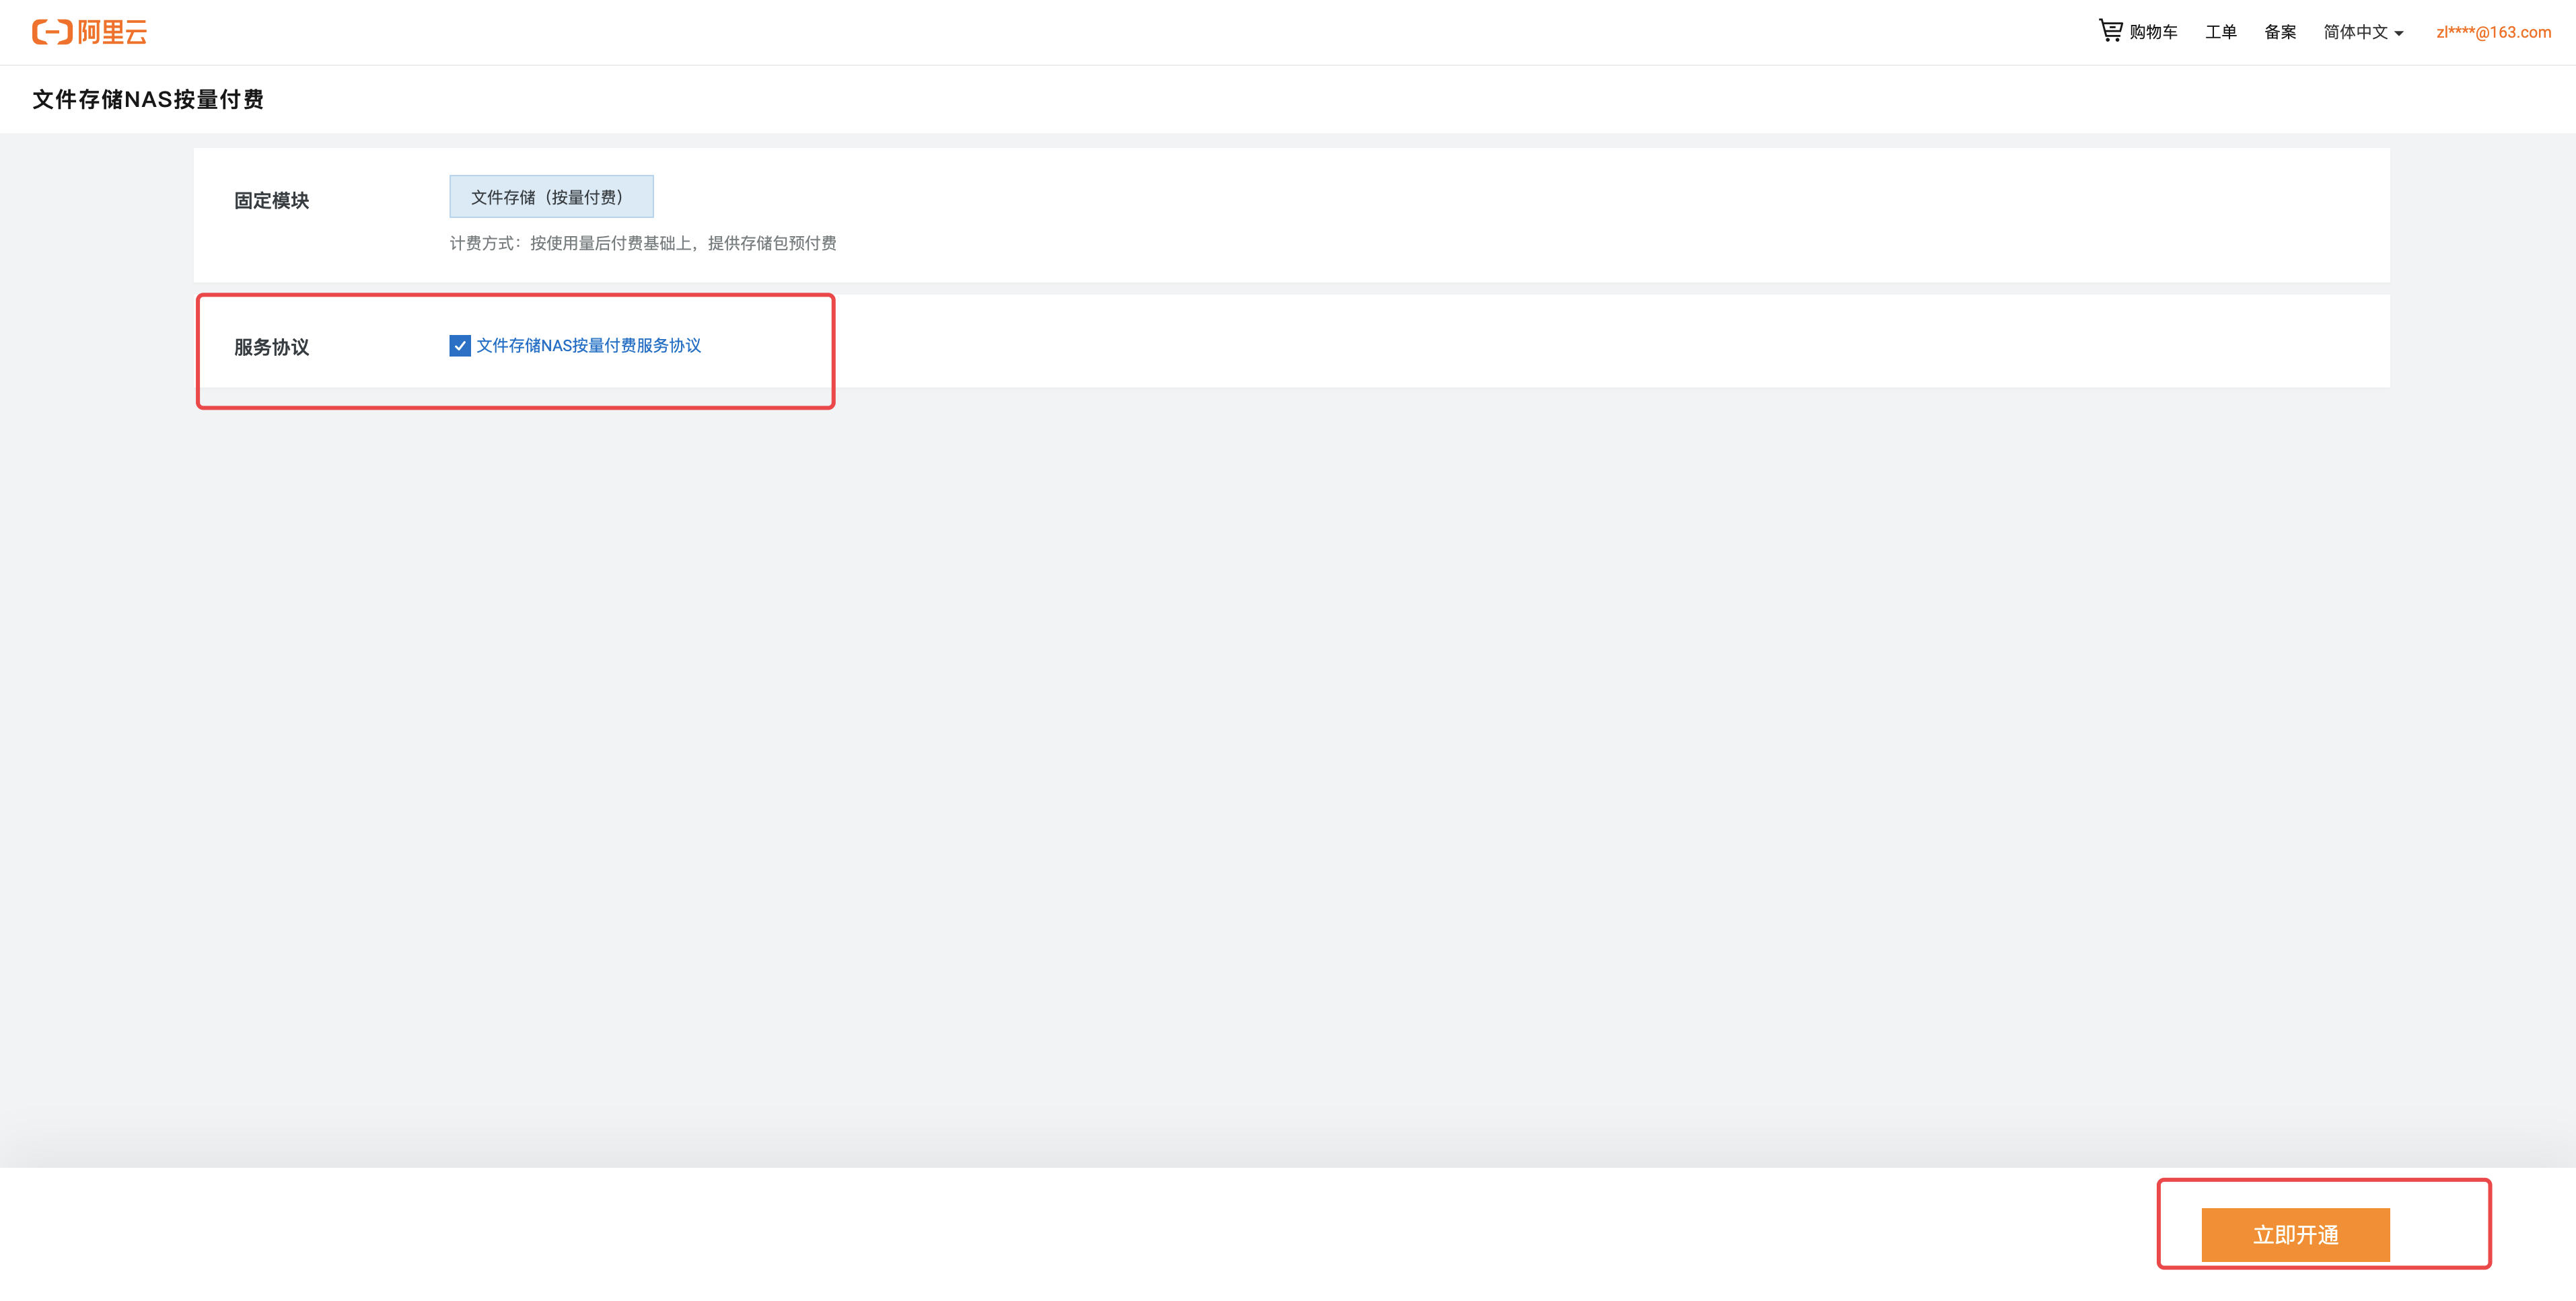 阿里云
购物车 工单 备案 简体中文 zl****@163.com
文件存储NAS按量付费
固定模块 文件存储（按量付费）
计费方式：按使用量后付费基础上，提供存储包预付费
服务协议 文件存储NAS按量付费服务协议
立即开通